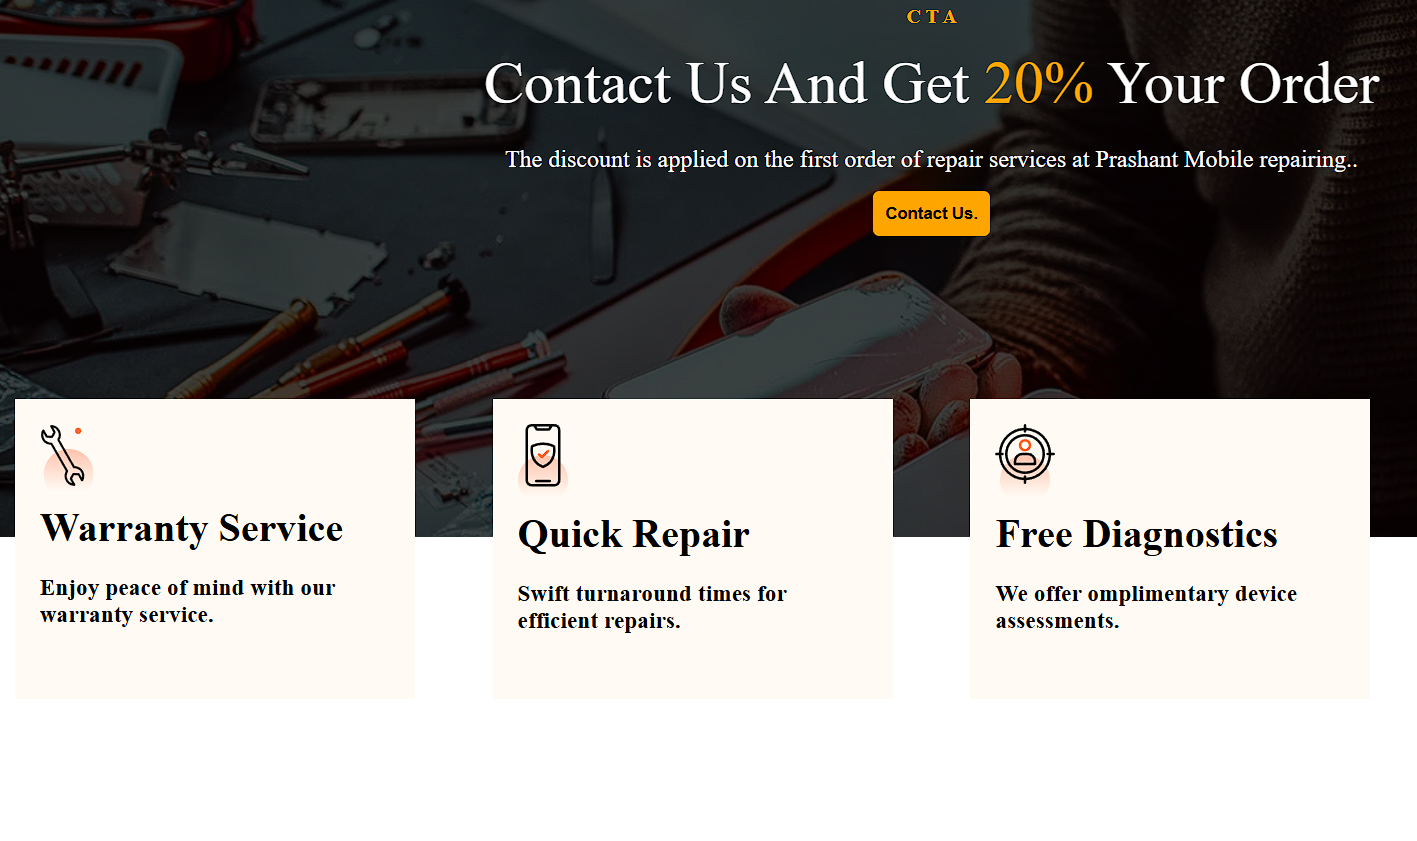 CTA
Contact Us And Get 20% Your Order
The discount is applied on the first order of repair services at Prashant Mobile repairing..
Contact Us.
Warranty Service
Enjoy peace of mind with our
warranty service.
Quick Repair
Swift turnaround times for
efficient repairs.
Free Diagnostics
We offer omplimentary device
assessments.